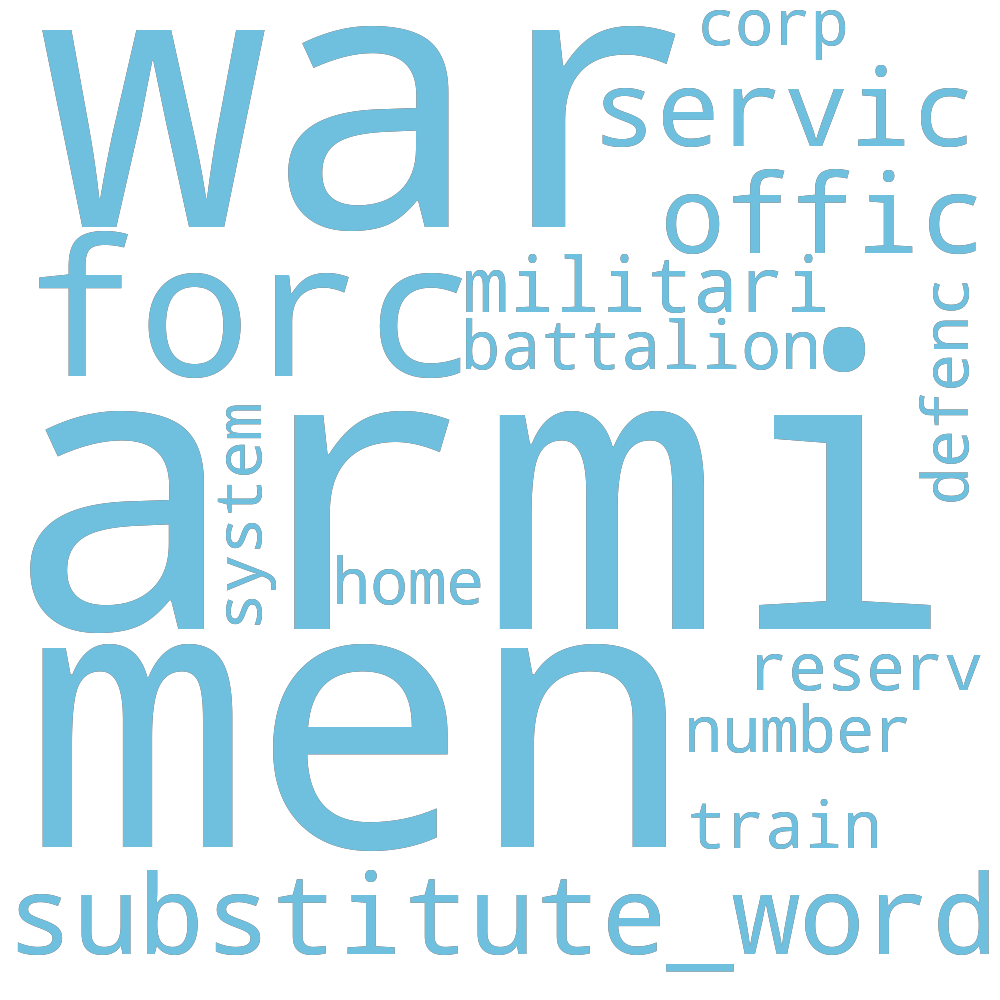 war
corp
servic
offic
forc
militari
battalion
defenc
armi
system
home
men
reserv
number
train
substitute_word